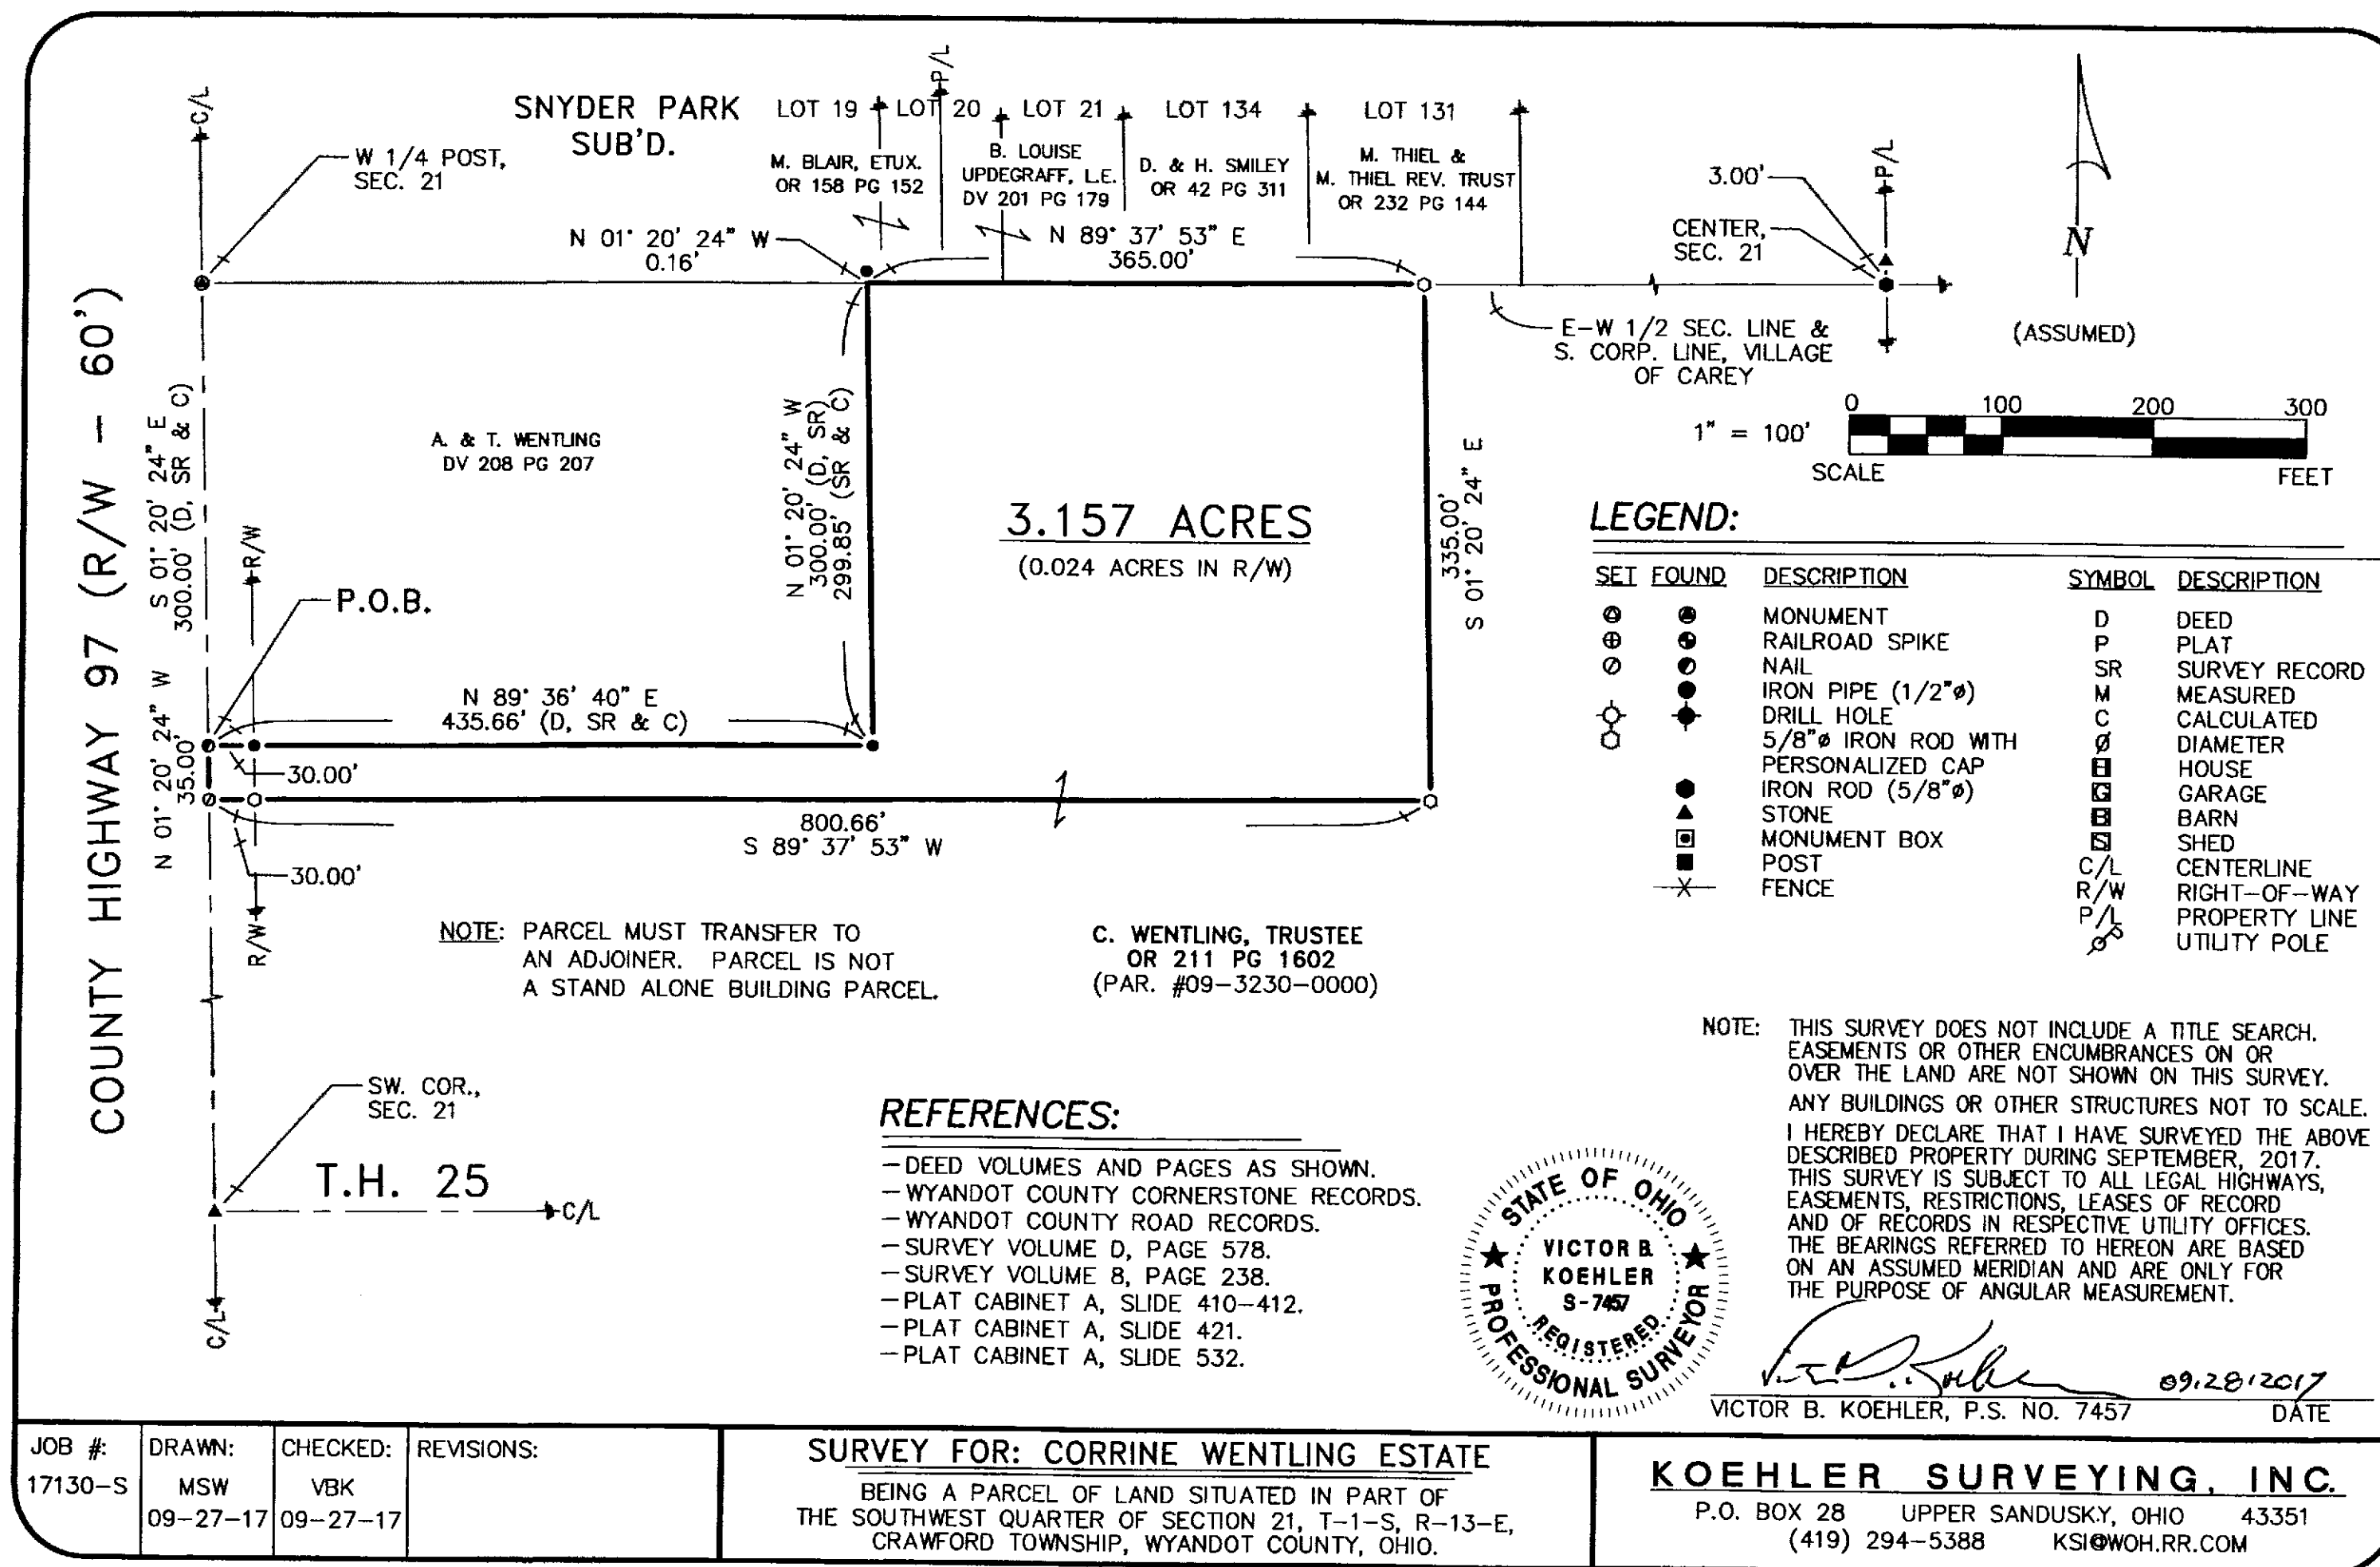 C/L
SNYDER PARK
SUB'D.
W 1/4 POST,
SEC. 21
P/L
LOT 19
LOT 20
LOT 21
LOT 134
LOT 131
M. BLAIR, ETUX.
OR 158 PG 152
B. LOUISE
UPDEGRAFF, L.E.
DV 201 PG 179
D. & H. SMILEY
OR 42 PG 311
M. THIEL &
M. THIEL REV. TRUST
OR 232 PG 144
3.00'
P/L
CENTER,
SEC. 21
N
(ASSUMED)
N 01° 20' 24" W
0.16'
N 89° 37' 53" E
365.00'
E-W 1/2 SEC. LINE &
S. CORP. LINE, VILLAGE
OF CAREY
COUNTY HIGHWAY 97 (R/W - 60')
S 01° 20' 24" E
300.00' (D, SR & C)
A. & T. WENTLING
DV 208 PG 207
N 01° 20' 24" W
300.00' (D, SR)
299.85' (SR & C)
3.157 ACRES
(0.024 ACRES IN R/W)
335.00'
S 01° 20' 24" E
0 100 200 300
1" = 100'
SCALE FEET
R/W
P.O.B.
N 01° 20' 24" W
35.00'
N 89° 36' 40" E
435.66' (D, SR & C)
30.00'
800.66'
S 89° 37' 53" W
30.00'
R/W
LEGEND:
SET FOUND DESCRIPTION SYMBOL DESCRIPTION
MONUMENT D DEED
RAILROAD SPIKE P PLAT
NAIL SR SURVEY RECORD
IRON PIPE (1/2"ø) M MEASURED
DRILL HOLE C CALCULATED
5/8"ø IRON ROD WITH Ø DIAMETER
PERSONALIZED CAP H HOUSE
IRON ROD (5/8"ø) G GARAGE
STONE B BARN
MONUMENT BOX S SHED
POST C/L CENTERLINE
FENCE R/W RIGHT-OF-WAY
P/L PROPERTY LINE
UTILITY POLE
NOTE: PARCEL MUST TRANSFER TO
AN ADJOINER. PARCEL IS NOT
A STAND ALONE BUILDING PARCEL.
C. WENTLING, TRUSTEE
OR 211 PG 1602
(PAR. #09-3230-0000)
SW. COR.,
SEC. 21
T.H. 25
C/L
C/L
REFERENCES:
-DEED VOLUMES AND PAGES AS SHOWN.
-WYANDOT COUNTY CORNERSTONE RECORDS.
-WYANDOT COUNTY ROAD RECORDS.
-SURVEY VOLUME D, PAGE 578.
-SURVEY VOLUME 8, PAGE 238.
-PLAT CABINET A, SLIDE 410-412.
-PLAT CABINET A, SLIDE 421.
-PLAT CABINET A, SLIDE 532.
STATE OF OHIO
VICTOR B.
KOEHLER
S-7457
REGISTERED
PROFESSIONAL SURVEYOR
NOTE: THIS SURVEY DOES NOT INCLUDE A TITLE SEARCH.
EASEMENTS OR OTHER ENCUMBRANCES ON OR
OVER THE LAND ARE NOT SHOWN ON THIS SURVEY.
ANY BUILDINGS OR OTHER STRUCTURES NOT TO SCALE.
I HEREBY DECLARE THAT I HAVE SURVEYED THE ABOVE
DESCRIBED PROPERTY DURING SEPTEMBER, 2017.
THIS SURVEY IS SUBJECT TO ALL LEGAL HIGHWAYS,
EASEMENTS, RESTRICTIONS, LEASES OF RECORD
AND OF RECORDS IN RESPECTIVE UTILITY OFFICES.
THE BEARINGS REFERRED TO HEREON ARE BASED
ON AN ASSUMED MERIDIAN AND ARE ONLY FOR
THE PURPOSE OF ANGULAR MEASUREMENT.
09.28.2017
VICTOR B. KOEHLER, P.S. NO. 7457 DATE
JOB #:
17130-S
DRAWN:
MSW
09-27-17
CHECKED:
VBK
09-27-17
REVISIONS:
SURVEY FOR: CORRINE WENTLING ESTATE
BEING A PARCEL OF LAND SITUATED IN PART OF
THE SOUTHWEST QUARTER OF SECTION 21, T-1-S, R-13-E,
CRAWFORD TOWNSHIP, WYANDOT COUNTY, OHIO.
KOEHLER SURVEYING, INC.
P.O. BOX 28 UPPER SANDUSKY, OHIO 43351
(419) 294-5388 KSI@WOH.RR.COM